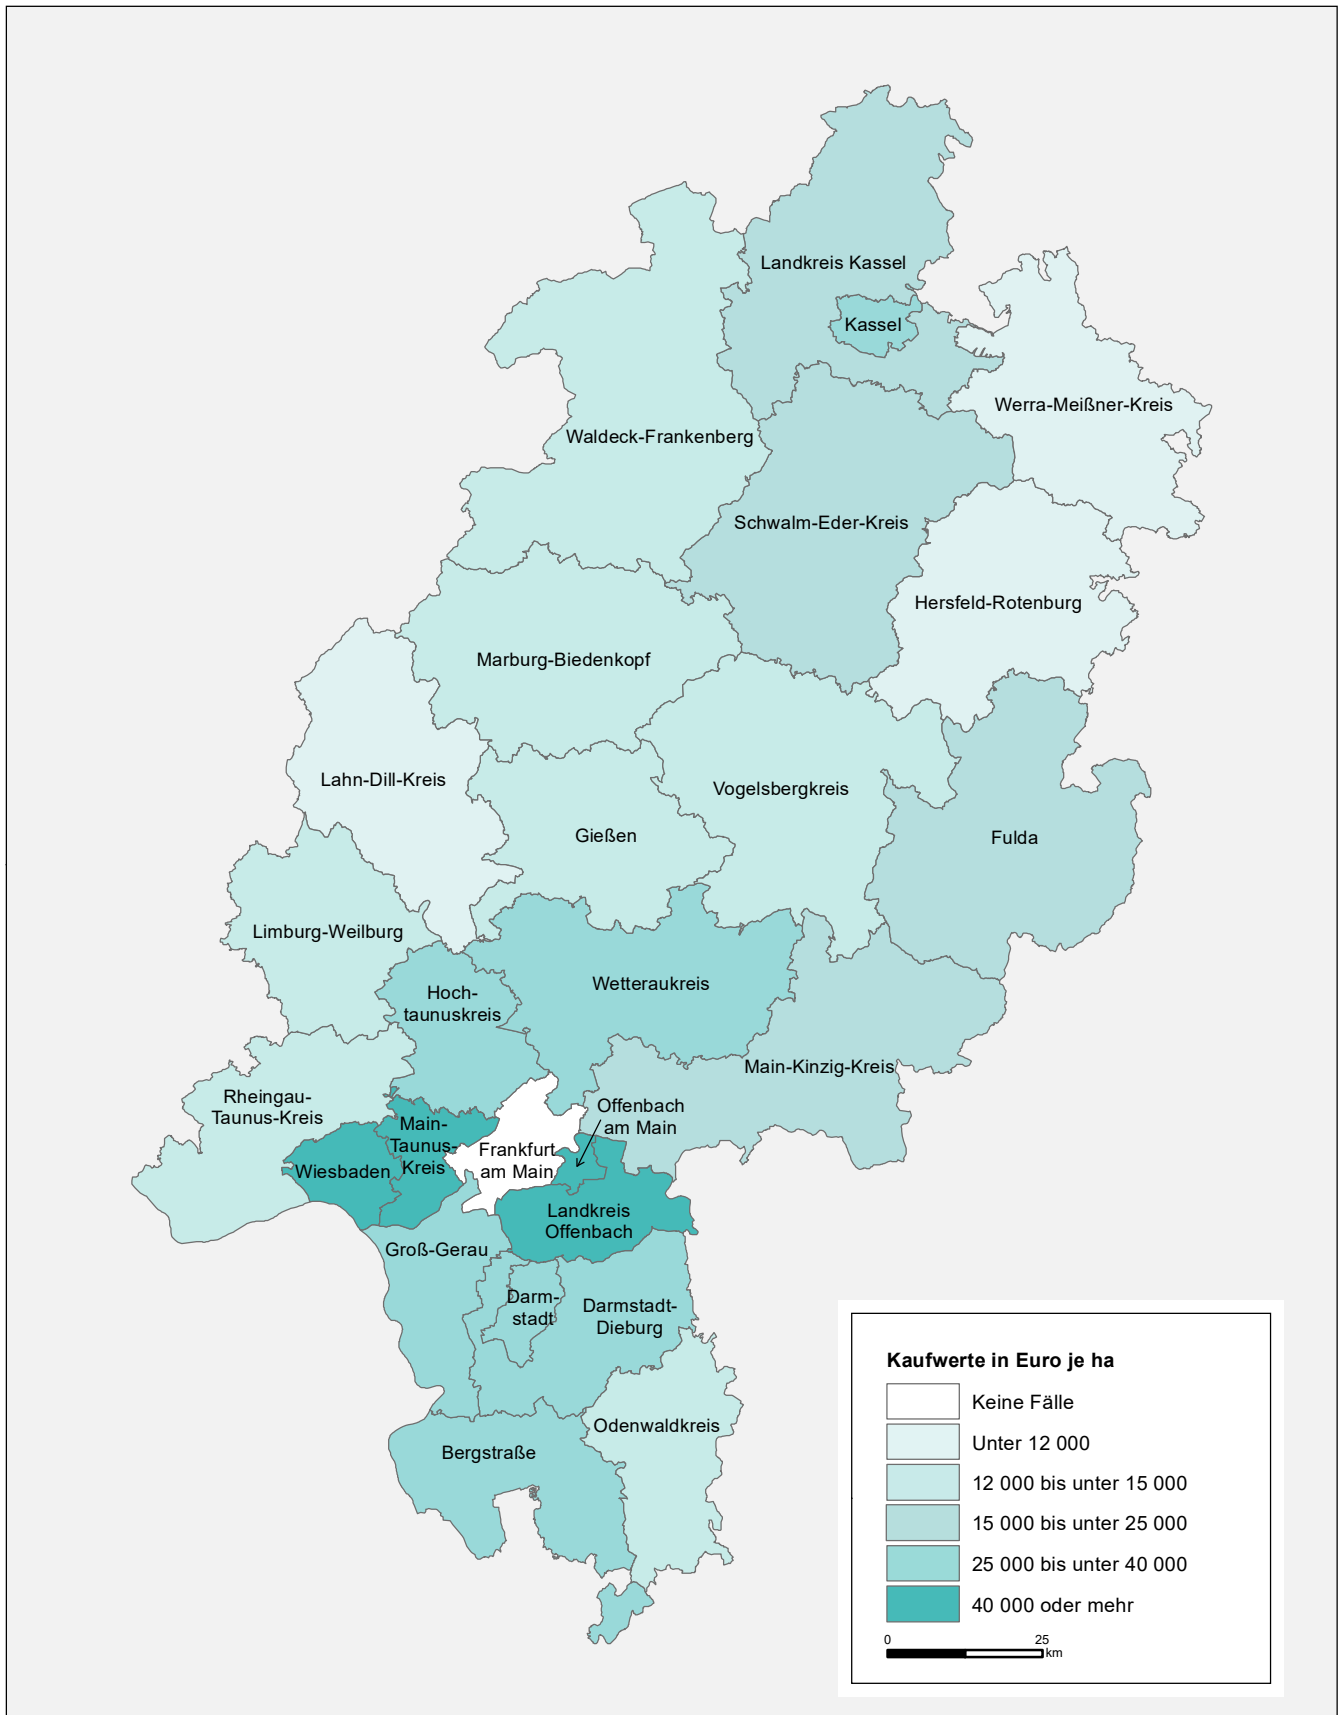 Landkreis Kassel
Kassel
Werra-Meißner-Kreis
Waldeck-Frankenberg
Schwalm-Eder-Kreis
Hersfeld-Rotenburg
Marburg-Biedenkopf
Lahn-Dill-Kreis
Vogelsbergkreis
Gießen
Fulda
Limburg-Weilburg
Wetteraukreis
Hoch-
taunuskreis
Main-Kinzig-Kreis
Rheingau-
Taunus-Kreis
Offenbach
am Main
Main-
Taunus-
Kreis
Frankfurt
am Main
Wiesbaden
Landkreis
Offenbach
Groß-Gerau
Darm-
stadt
Darmstadt-
Dieburg
Odenwaldkreis
Bergstraße
Kaufwerte in Euro je ha
Keine Fälle
Unter 12 000
12 000 bis unter 15 000
15 000 bis unter 25 000
25 000 bis unter 40 000
40 000 oder mehr
0 25
km